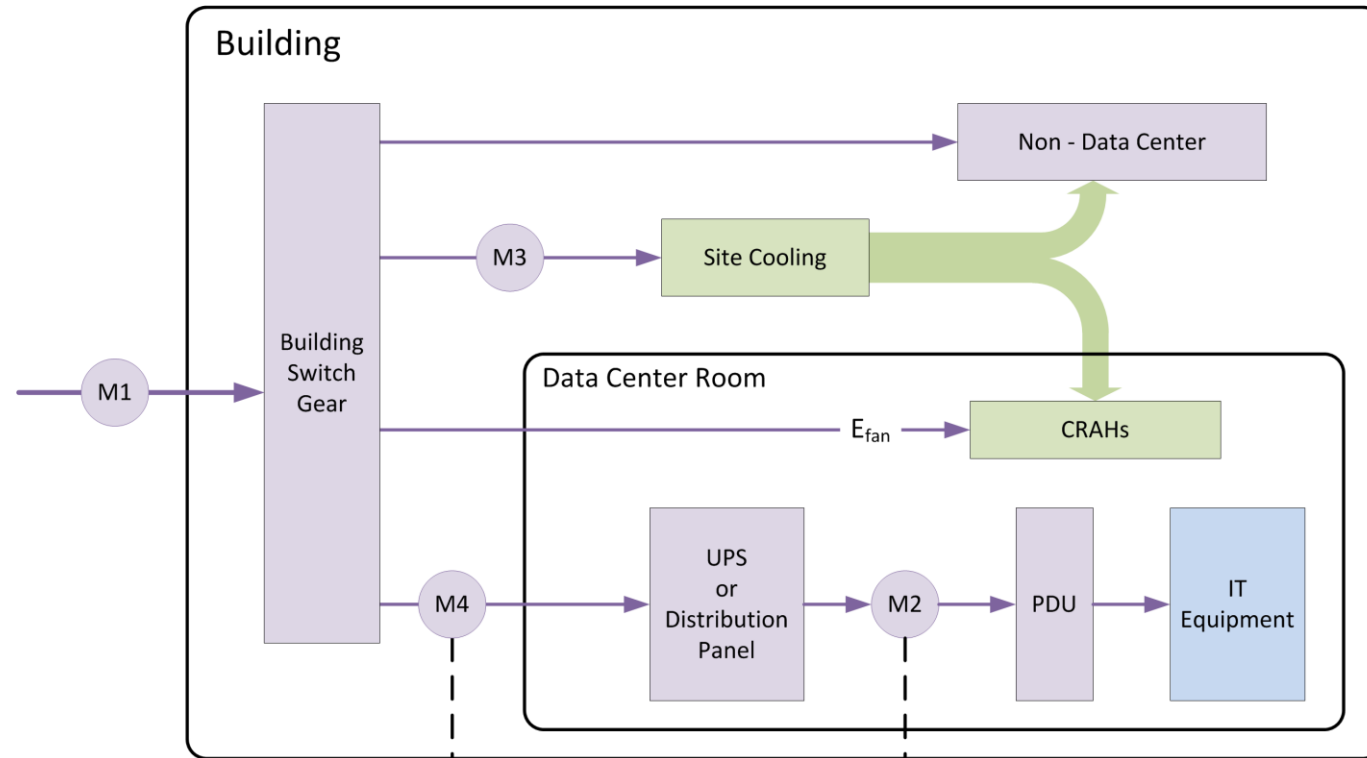 Building
Non - Data Center
M3
Site Cooling
Building
Switch
Gear
M1
Data Center Room
E_fan
CRAHs
UPS
or
Distribution
Panel
M4
M2
PDU
IT
Equipment